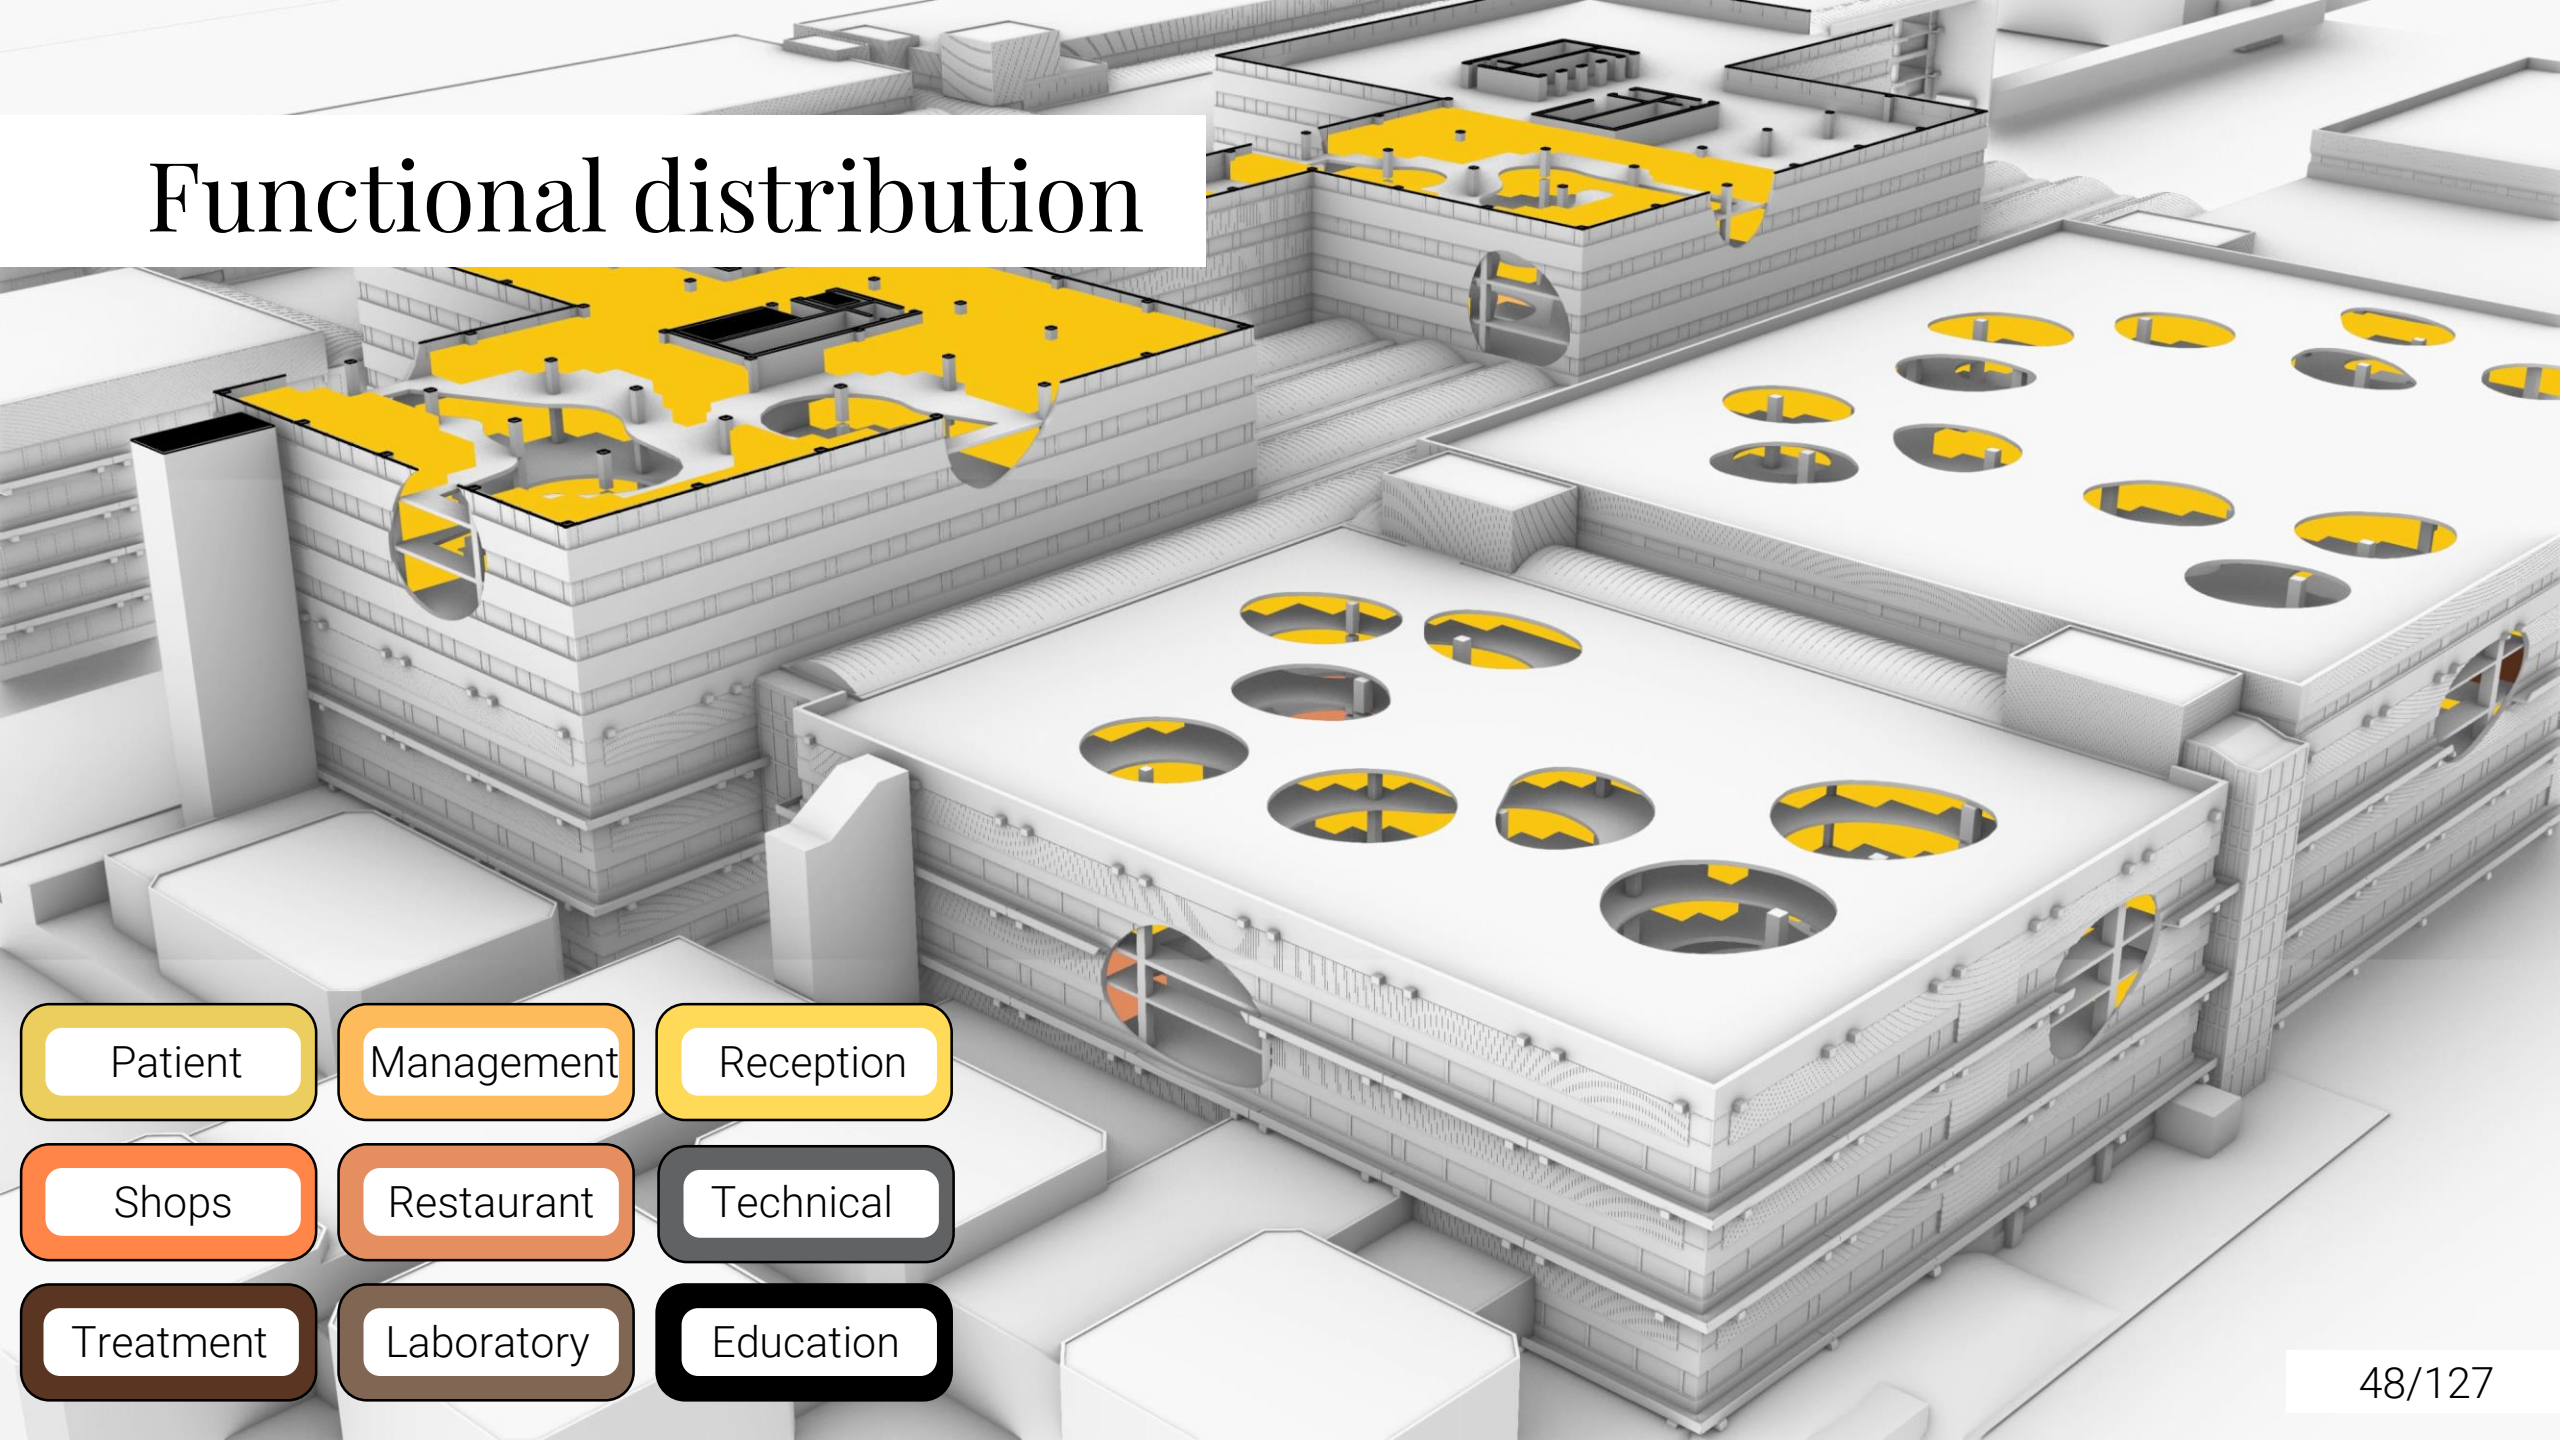 Functional distribution
Patient
Management
Reception
Shops
Restaurant
Technical
Treatment
Laboratory
Education
48/127